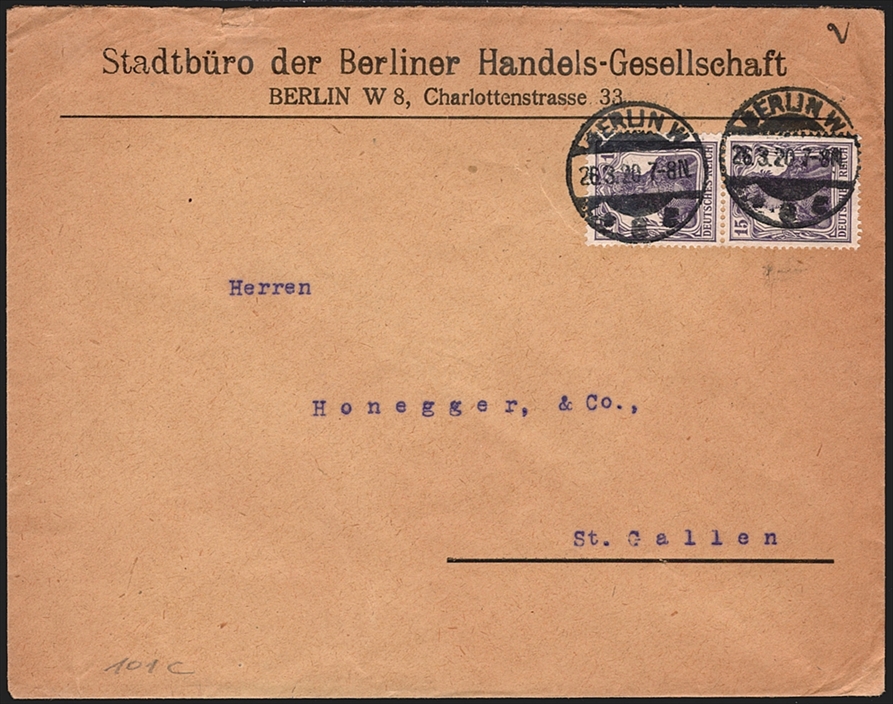 Stadtbüro der Berliner Handels-Gesellschaft
BERLIN W 8, Charlottenstrasse 33
BERLIN W
26.3.20.7-8N.
BERLIN W
26.3.20.7-8N.
DEUTSCHES REICH
15
DEUTSCHES REICH
Herren
Honegger, & Co.,
St. Gallen
101 c